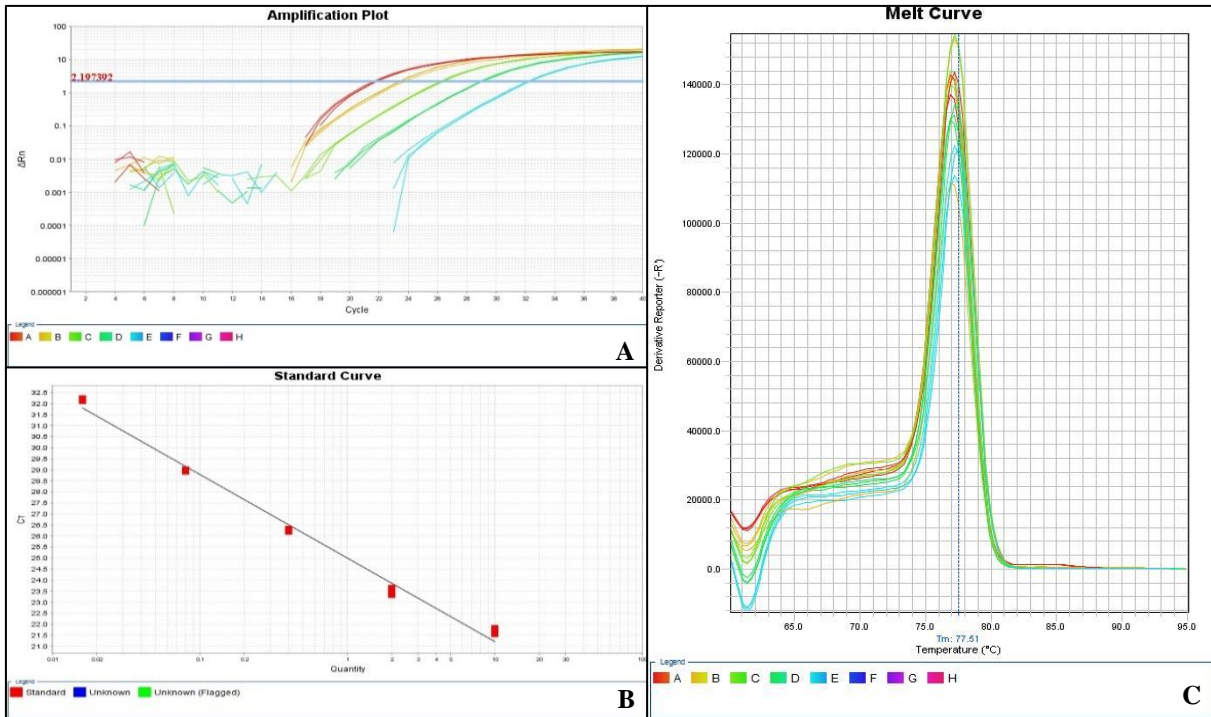 Amplification Plot
100
10
1
0.1
0.01
0.001
0.0001
0.00001
0.000001
2.197392
ΔRn
2 4 6 8 10 12 14 16 18 20 22 24 26 28 30 32 34 36 38 40
Cycle
Legend
A B C D E F G H
A
Standard Curve
32.5
32.0
31.5
31.0
30.5
30.0
29.5
29.0
28.5
28.0
27.5
27.0
26.5
26.0
25.5
25.0
24.5
24.0
23.5
23.0
22.5
22.0
21.5
21.0
CT
0.01 0.02 0.1 0.2 1 2 3 4 6 10 20 30 100
Quantity
Legend
Standard Unknown Unknown (Flagged)
B
Melt Curve
140000.0
120000.0
100000.0
80000.0
60000.0
40000.0
20000.0
0.0
Derivative Reporter (-R')
65.0 70.0 75.0 80.0 85.0 90.0 95.0
Tm: 77.51
Temperature (°C)
Legend
A B C D E F G H
C